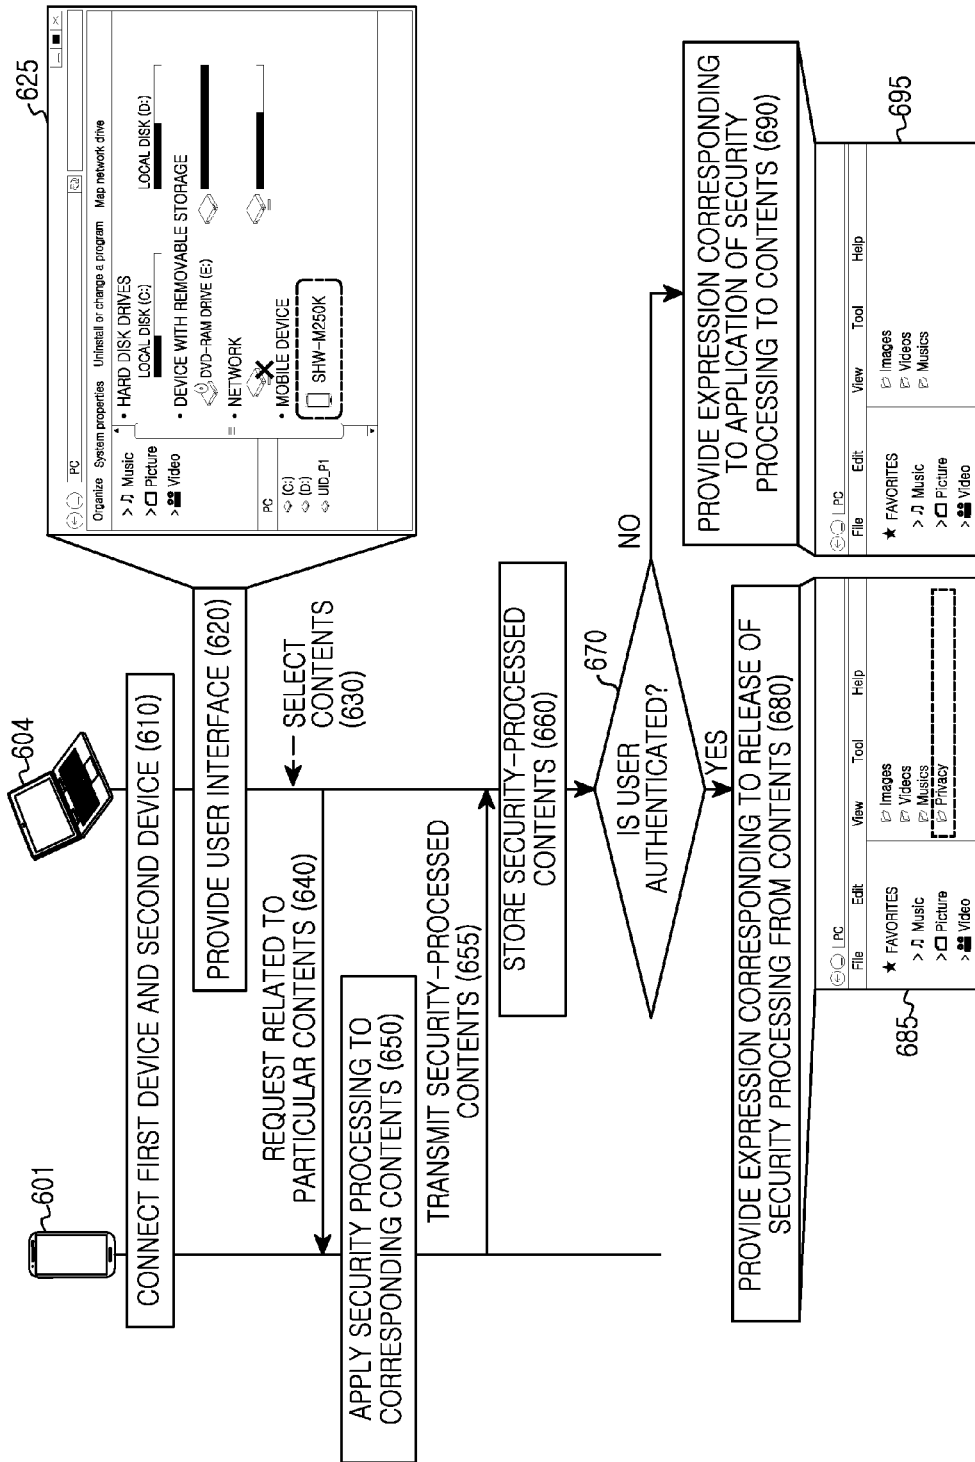 601
604
CONNECT FIRST DEVICE AND SECOND DEVICE (610)
PROVIDE USER INTERFACE (620)
625
PC
Organize System properties Uninstall or change a program Map network drive
> Music
> Picture
> Video
PC
(C:)
(D:)
UID_P1
• HARD DISK DRIVES
LOCAL DISK (C:)
LOCAL DISK (D:)
• DEVICE WITH REMOVABLE STORAGE
DVD-RAM DRIVE (E:)
• NETWORK
• MOBILE DEVICE
SHW-M250K
SELECT
CONTENTS
(630)
REQUEST RELATED TO
PARTICULAR CONTENTS (640)
APPLY SECURITY PROCESSING TO
CORRESPONDING CONTENTS (650)
TRANSMIT SECURITY-PROCESSED
CONTENTS (655)
STORE SECURITY-PROCESSED
CONTENTS (660)
670
IS USER
AUTHENTICATED?
YES
NO
PROVIDE EXPRESSION CORRESPONDING TO RELEASE OF
SECURITY PROCESSING FROM CONTENTS (680)
685
PC
File Edit View Tool Help
★ FAVORITES
> Music
> Picture
> Video
Images
Videos
Musics
Privacy
PROVIDE EXPRESSION CORRESPONDING
TO APPLICATION OF SECURITY
PROCESSING TO CONTENTS (690)
695
PC
File Edit View Tool Help
★ FAVORITES
> Music
> Picture
> Video
Images
Videos
Musics